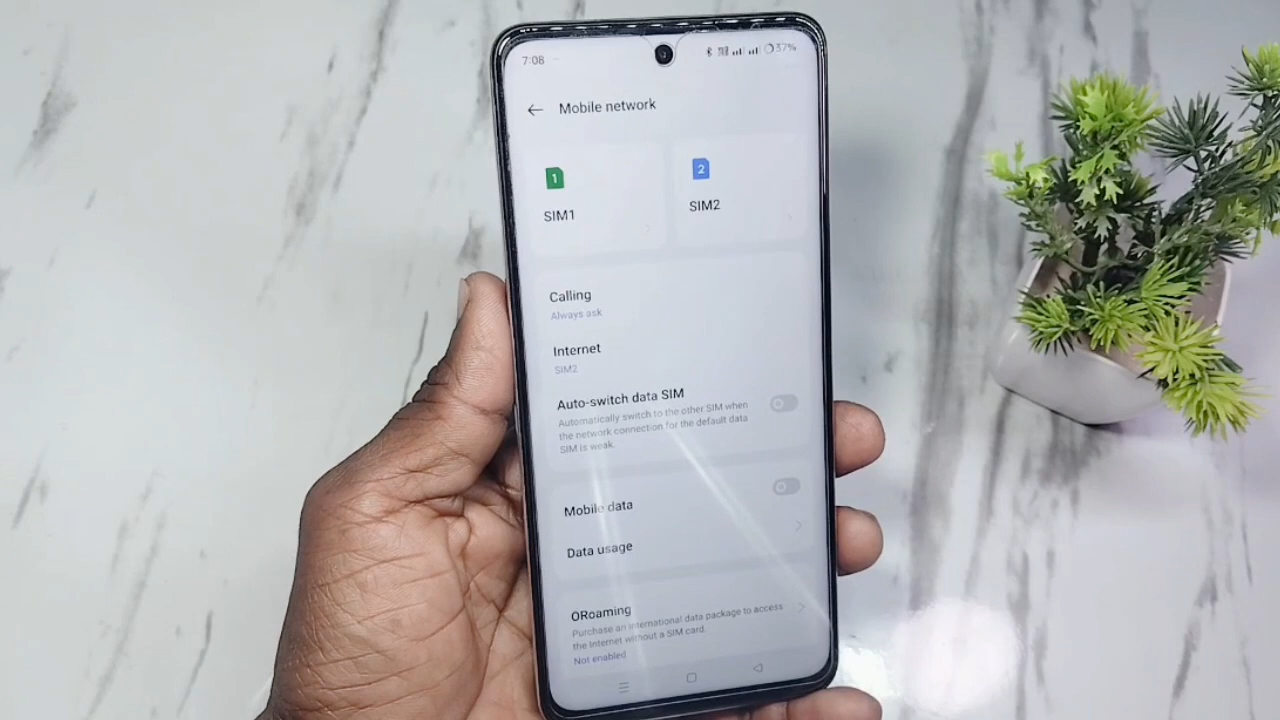 7:08
37%
Mobile network
1
2
SIM1
SIM2
Calling
Always ask
Internet
SIM2
Auto-switch data SIM
Automatically switch to the other SIM when
the network connection for the default data
SIM is weak.
Mobile data
Data usage
ORoaming
Purchase an international data package to access
the Internet without a SIM card.
Not enabled